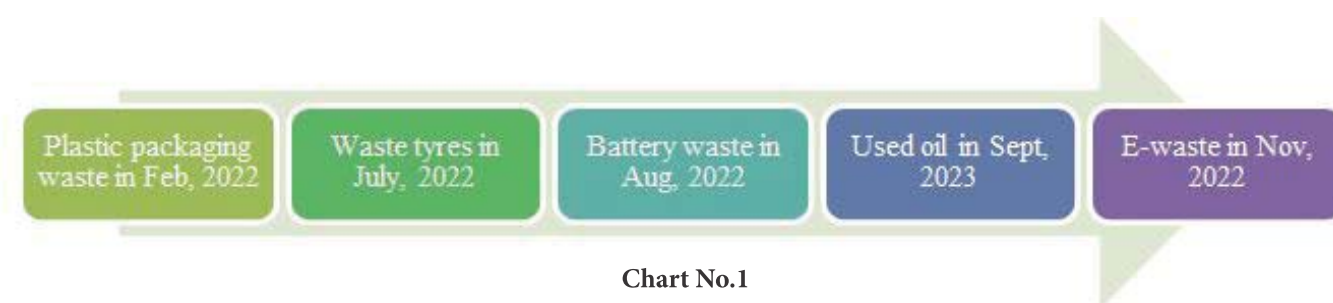 Plastic packaging
waste in Feb, 2022
Waste tyres in
July, 2022
Battery waste in
Aug, 2022
Used oil in Sept,
2023
E-waste in Nov,
2022
Chart No.1